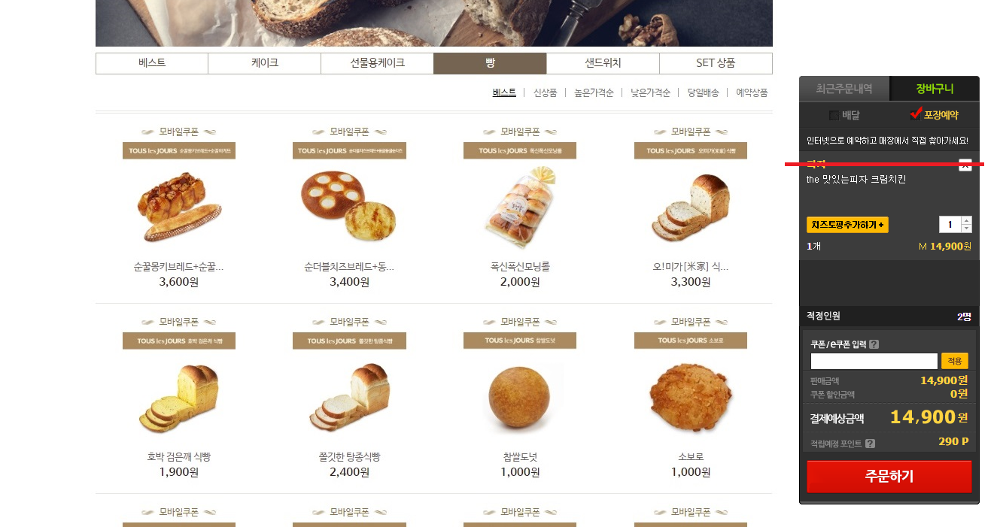 베스트
케이크
선물용케이크
빵
샌드위치
SET 상품
베스트 | 신상품 | 높은가격순 | 낮은가격순 | 당일배송 | 예약상품
모바일쿠폰
TOUS les JOURS 순꿀몽키브레드+순꿀바게뜨
순꿀몽키브레드+순꿀...
3,600원
모바일쿠폰
TOUS les JOURS
순더블치즈브레드+동...
3,400원
모바일쿠폰
TOUS les JOURS 폭신폭신모닝롤
폭신폭신모닝롤
2,000원
모바일쿠폰
TOUS les JOURS 오!미가(米家) 식빵
오!미가[米家] 식...
3,300원
모바일쿠폰
TOUS les JOURS 호박 검은깨 식빵
호박 검은깨 식빵
1,900원
모바일쿠폰
TOUS les JOURS 쫄깃한 탕종식빵
쫄깃한 탕종식빵
2,400원
모바일쿠폰
TOUS les JOURS 찹쌀도넛
찹쌀도넛
1,000원
모바일쿠폰
TOUS les JOURS 소보로
소보로
1,000원
모바일쿠폰
모바일쿠폰
모바일쿠폰
모바일쿠폰
최근주문내역
장바구니
배달
포장예약
인터넷으로 예약하고 매장에서 직접 찾아가세요!
피자
the 맛있는피자 크림치킨
치즈토핑추가하기 +
1
1개
M 14,900원
적정인원
2명
쿠폰/e쿠폰 입력 ?
적용
판매금액
14,900원
쿠폰 할인금액
0원
결제예상금액
14,900 원
적립예정 포인트 ?
290 P
주문하기